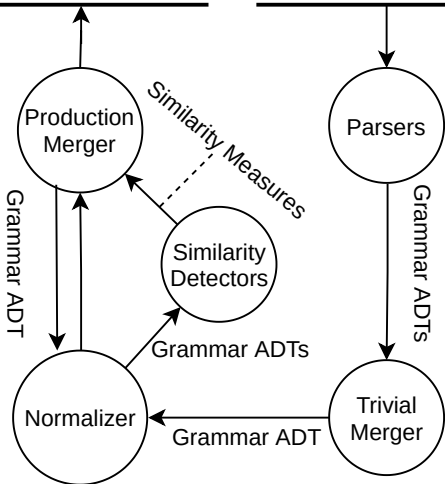 Production
Merger
Similarity Measures
Parsers
Grammar ADT
Similarity
Detectors
Grammar ADTs
Grammar ADTs
Normalizer
Trivial
Merger
Grammar ADT